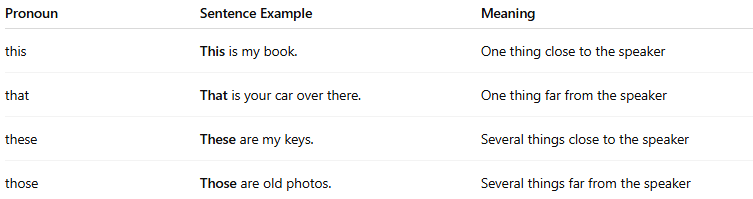 Pronoun Sentence Example Meaning
this This is my book. One thing close to the speaker
that That is your car over there. One thing far from the speaker
these These are my keys. Several things close to the speaker
those Those are old photos. Several things far from the speaker